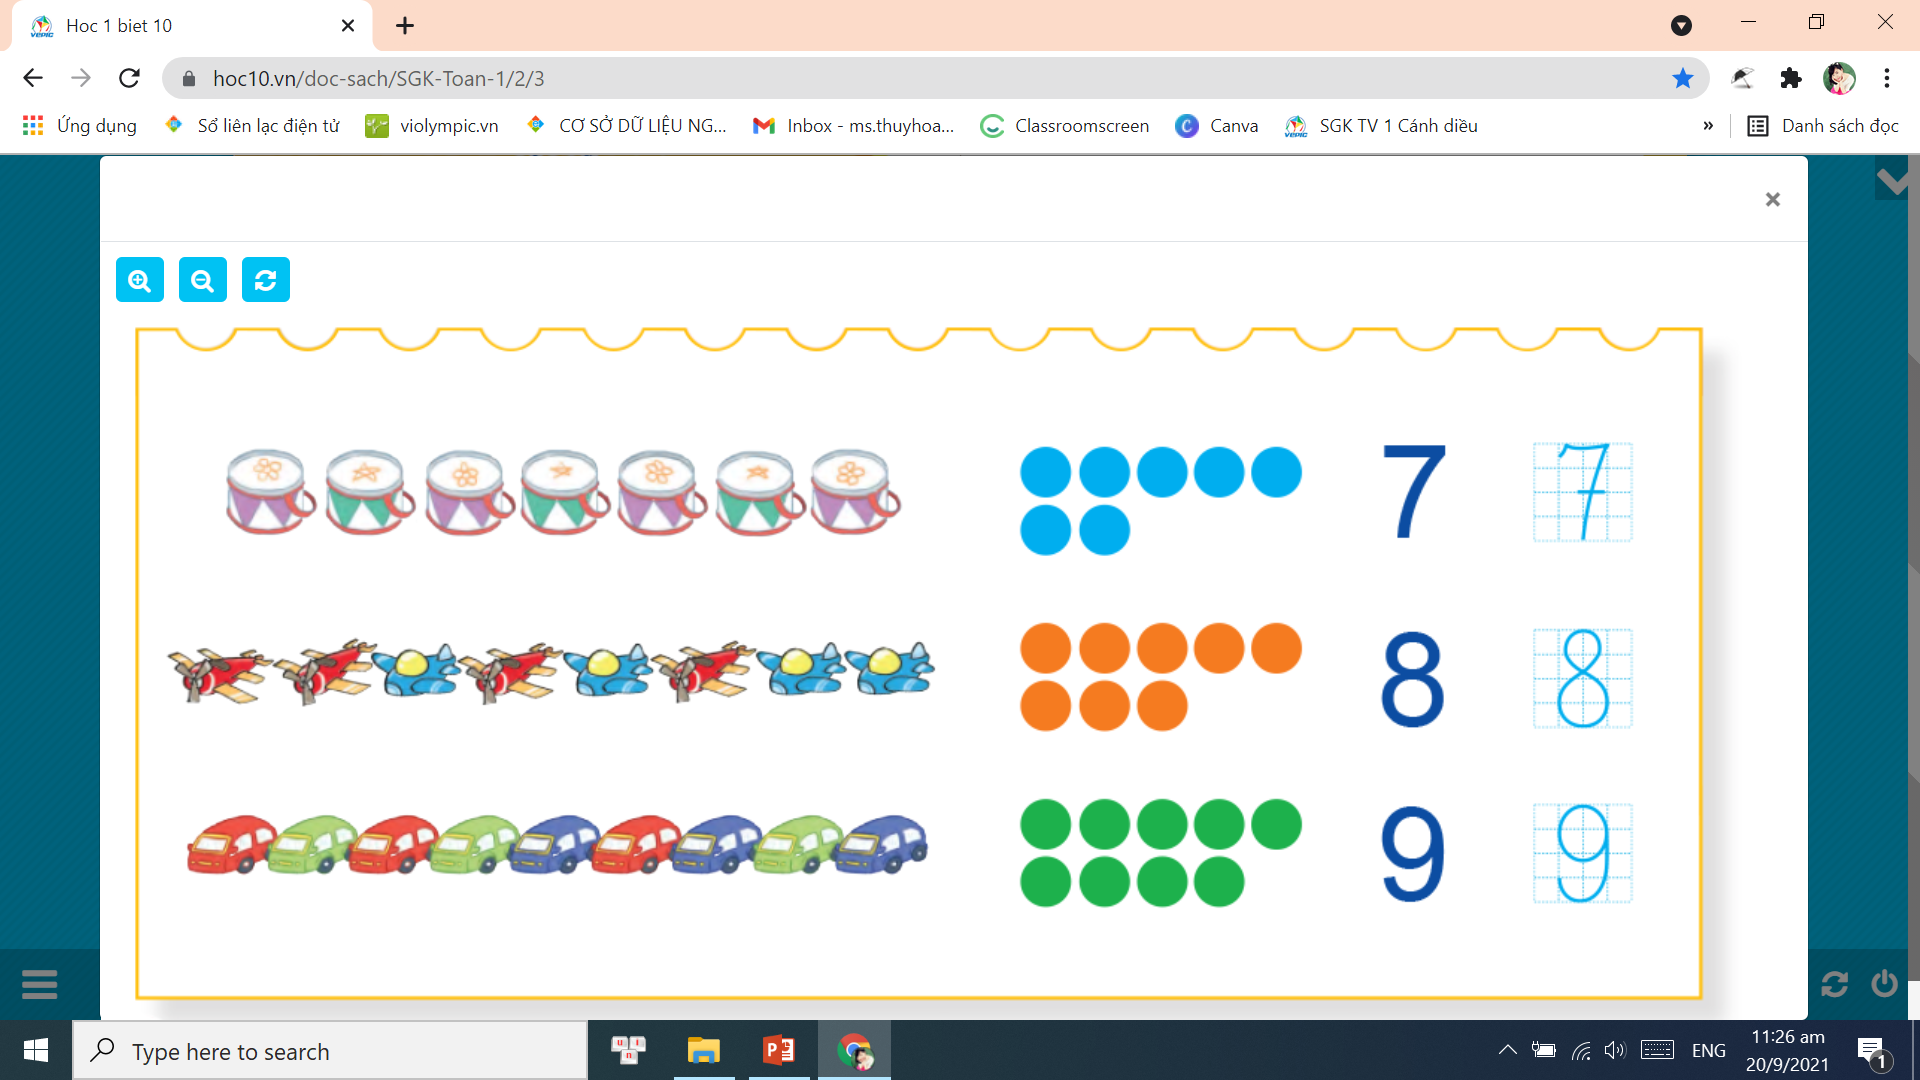 Hoc 1 biet 10
hoc10.vn/doc-sach/SGK-Toan-1/2/3
Ứng dụng
Sổ liên lạc điện tử
violympic.vn
CƠ SỞ DỮ LIỆU NG...
Inbox - ms.thuyhoa...
Classroomscreen
Canva
SGK TV 1 Cánh diều
»
Danh sách đọc
7 7
8 8
9 9
Type here to search
ENG
11:26 am
20/9/2021
1